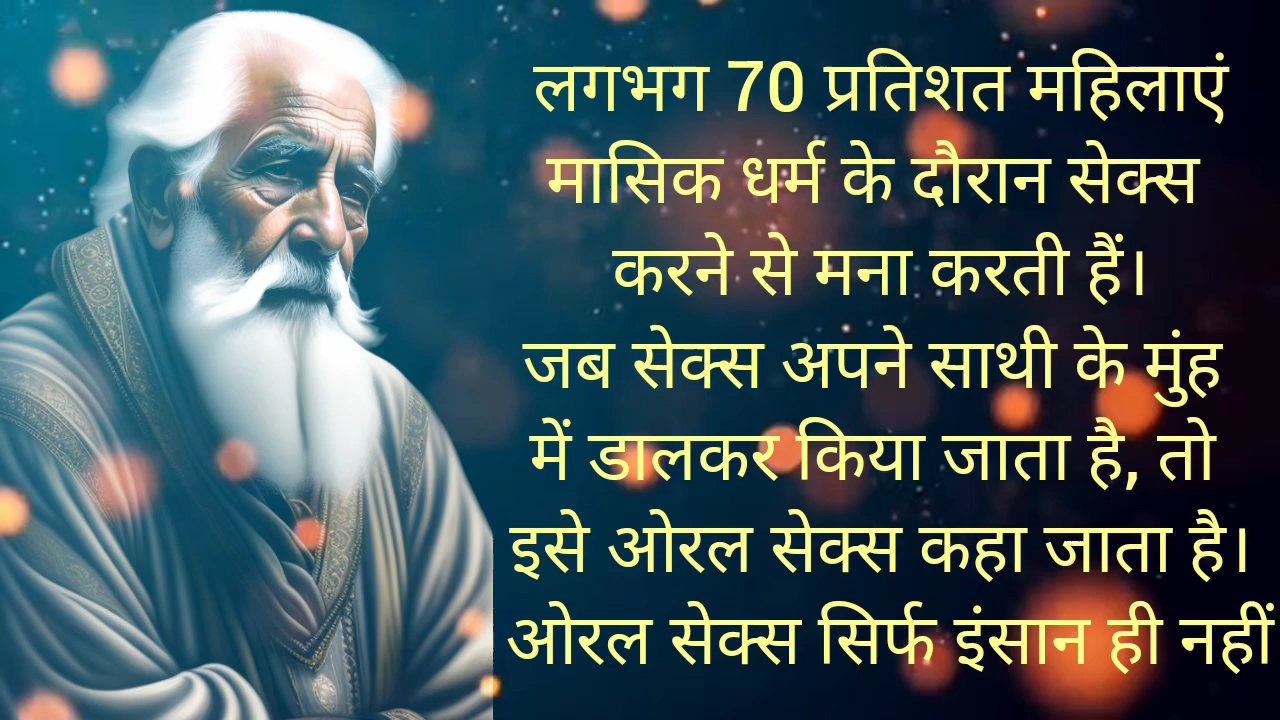 लगभग 70 प्रतिशत महिलाएं
मासिक धर्म के दौरान सेक्स
करने से मना करती हैं।
जब सेक्स अपने साथी के मुंह
में डालकर किया जाता है, तो
इसे ओरल सेक्स कहा जाता है।
ओरल सेक्स सिर्फ इंसान ही नहीं